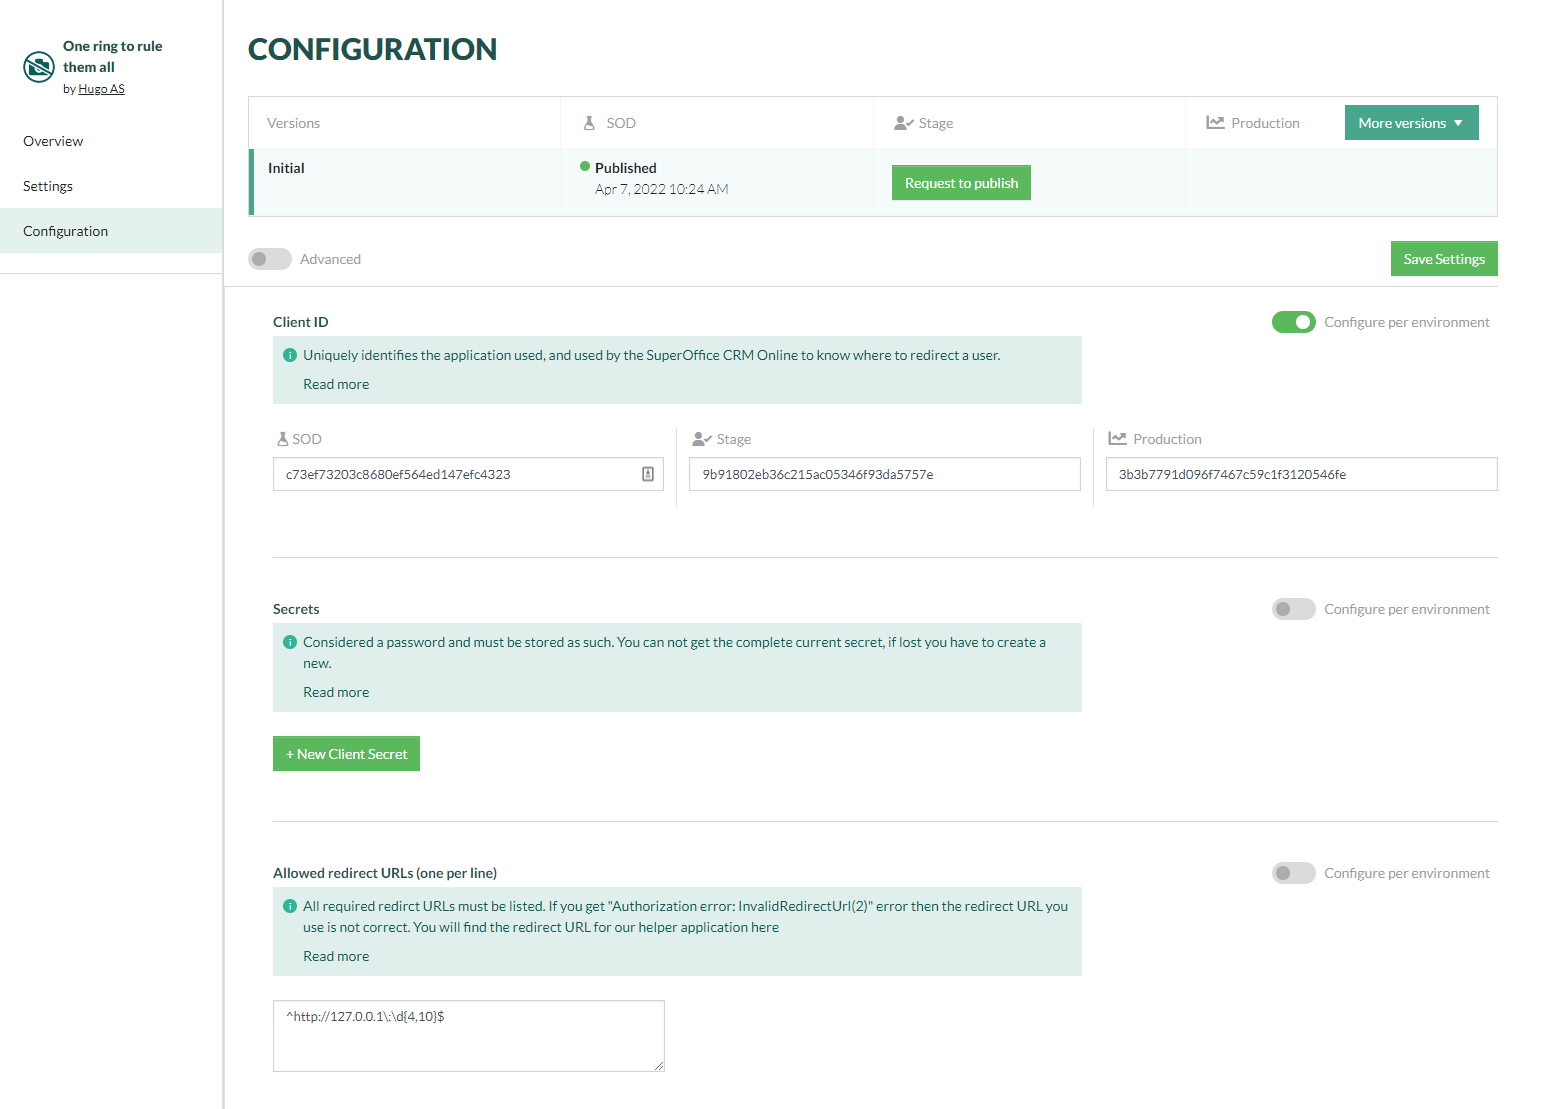 One ring to rule
them all
by Hugo AS
Overview
Settings
Configuration
CONFIGURATION
Versions
SOD
Stage
Production
More versions
Initial
Published
Apr 7, 2022 10:24 AM
Request to publish
Advanced
Save Settings
Client ID
Configure per environment
Uniquely identifies the application used, and used by the SuperOffice CRM Online to know where to redirect a user.
Read more
SOD
Stage
Production
c73ef73203c8680ef564ed147efc4323
9b91802eb36c215ac05346f93da5757e
3b3b7791d096f7467c59c1f3120546fe
Secrets
Configure per environment
Considered a password and must be stored as such. You can not get the complete current secret, if lost you have to create a
new.
Read more
+ New Client Secret
Allowed redirect URLs (one per line)
Configure per environment
All required redirct URLs must be listed. If you get "Authorization error: InvalidRedirectUrl(2)" error then the redirect URL you
use is not correct. You will find the redirect URL for our helper application here
Read more
^http://127.0.0.1\:\d{4,10}$